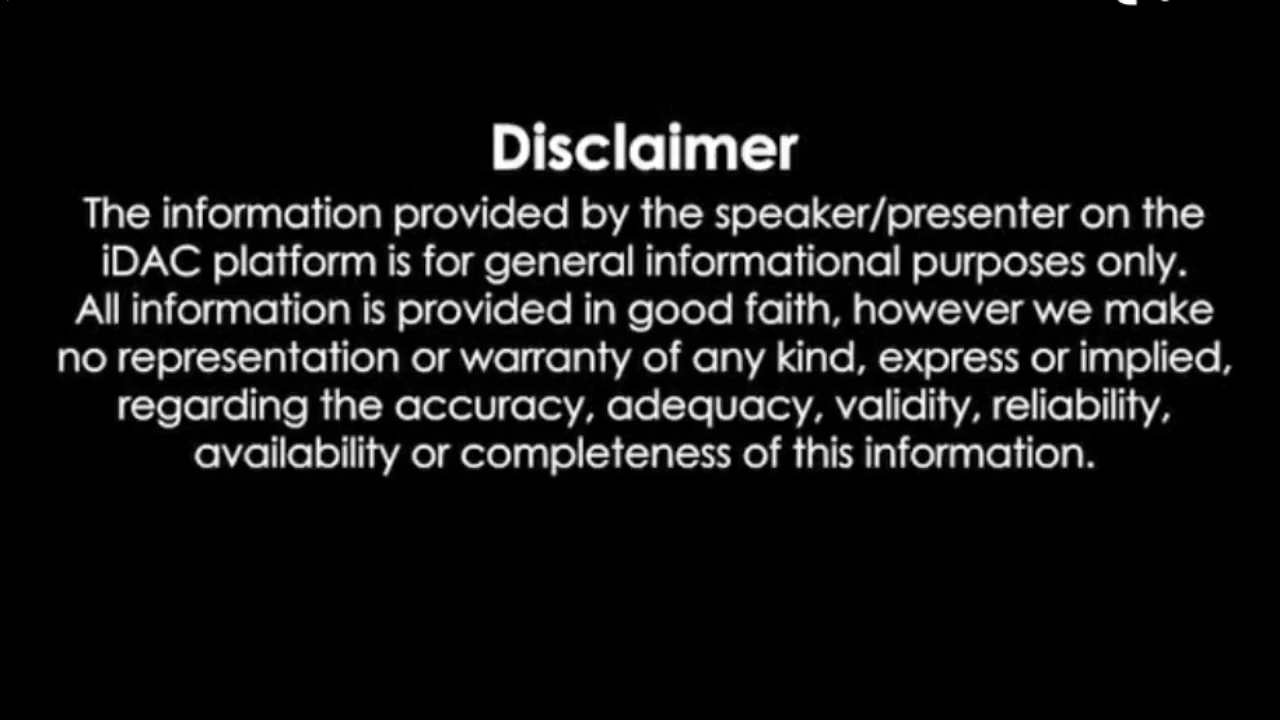 Disclaimer
The information provided by the speaker/presenter on the
iDAC platform is for general informational purposes only.
All information is provided in good faith, however we make
no representation or warranty of any kind, express or implied,
regarding the accuracy, adequacy, validity, reliability,
availability or completeness of this information.